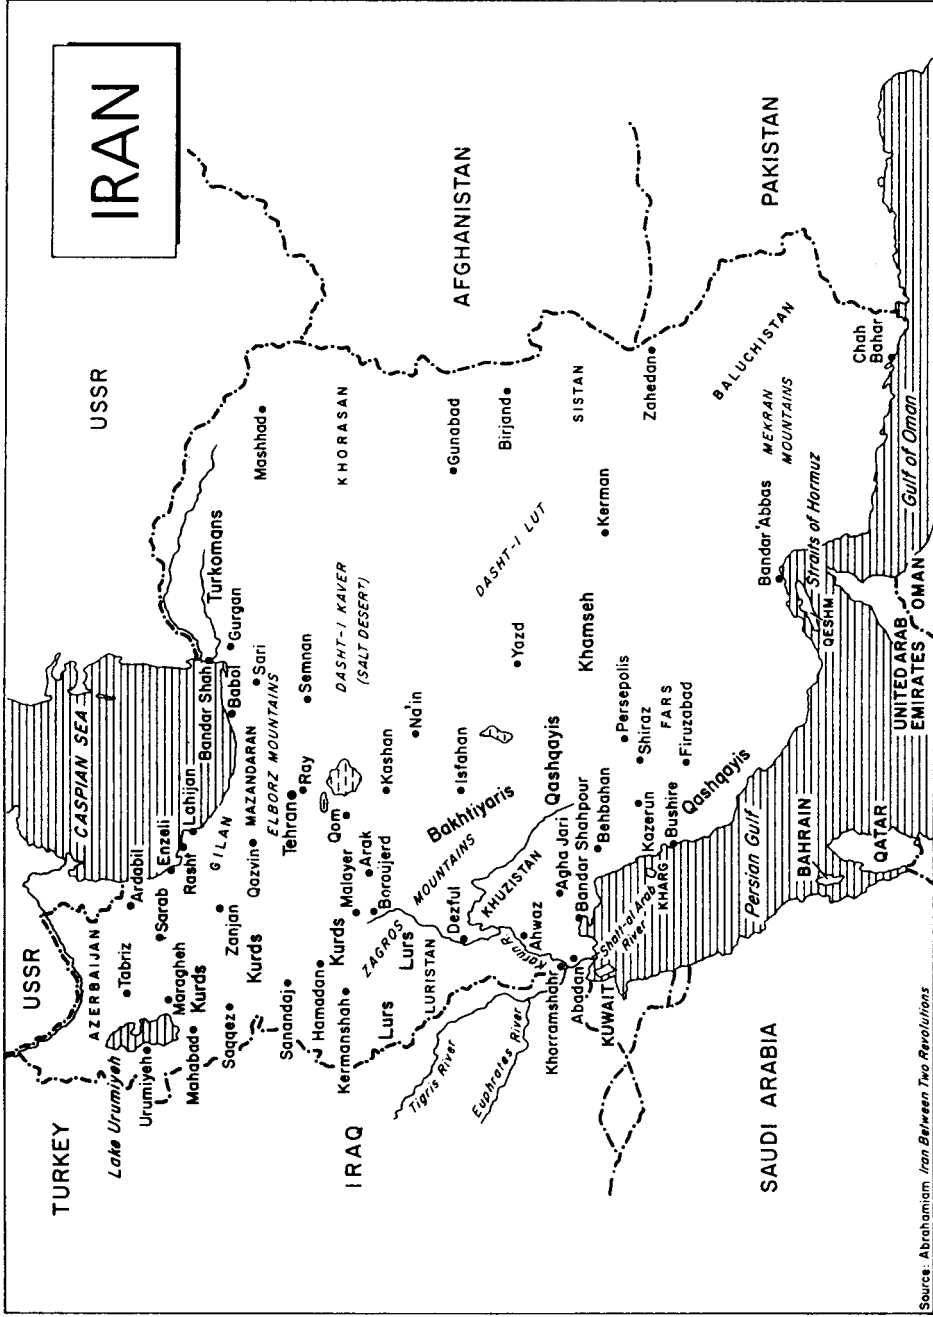 IRAN
TURKEY
USSR
USSR
CASPIAN SEA
AZERBAIJAN
Lake Urumiyeh
Tabriz
Ardabil
Urumiyeh
Sarab
Enzeli
Maragheh
Rasht
Lahijan
Mahabad
Kurds
Bandar Shah
Turkomans
GILAN
Saqqez
Zanjan
Babol
Gurgan
Kurds
Qazvin
MAZANDARAN
Sari
Mashhad
ELBORZ MOUNTAINS
Sanandaj
Tehran
Ray
Semnan
Hamadan
Kurds
Malayer
Qom
Kermanshah
DASHT-I KAVER
(SALT DESERT)
KHORASAN
IRAQ
ZAGROS
MOUNTAINS
Arak
Boroujerd
Kashan
Lurs
Lurs
Na'in
LURISTAN
Bakhtiyaris
Tigris River
Dezful
Isfahan
Gunabad
AFGHANISTAN
Euphrates River
KHUZISTAN
DASHT-I LUT
Birjand
Karun R.
Ahwaz
Yazd
Qashqayis
Khorramshahr
Agha Jari
Abadan
Bandar Shahpour
Khamseh
SISTAN
KUWAIT
Behbahan
Kerman
Shatt-al Arab
River
Persepolis
Shiraz
Kazerun
Zahedan
KHARG
Bushire
FARS
Firuzabad
Qashqayis
BALUCHISTAN
Persian Gulf
Bandar 'Abbas
MEKRAN
MOUNTAINS
PAKISTAN
SAUDI ARABIA
BAHRAIN
QESHM
Straits of Hormuz
Chah
Bahar
QATAR
UNITED ARAB
EMIRATES
OMAN
Gulf of Oman
Source: Abrahamiam Iran Between Two Revolutions